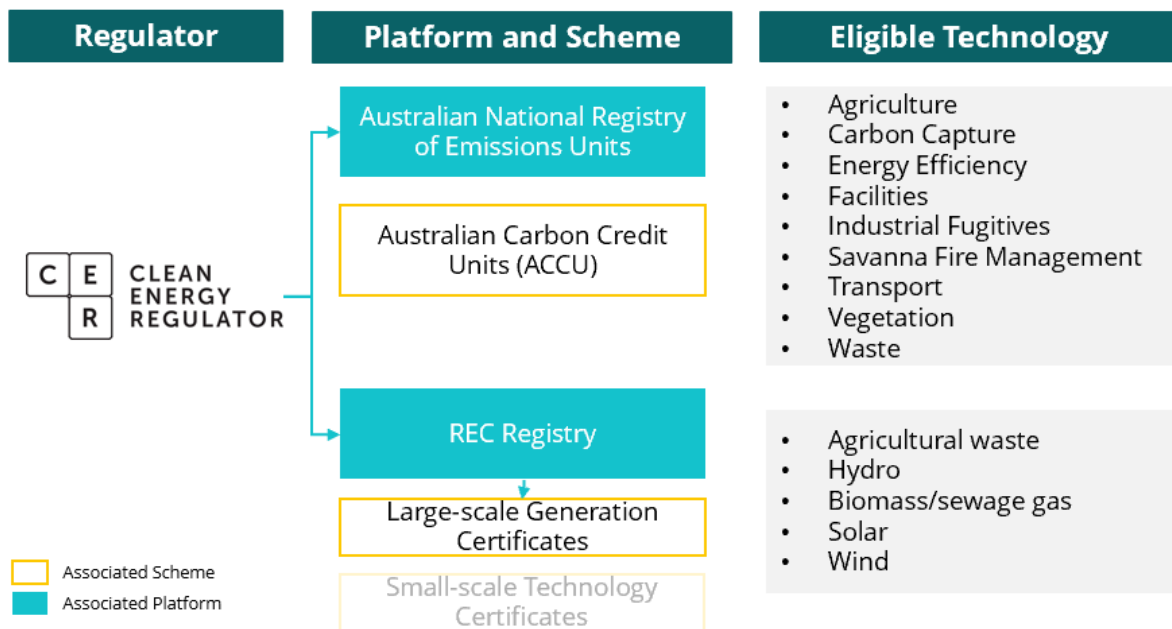 Regulator
Platform and Scheme
Eligible Technology
Australian National Registry
of Emissions Units
Australian Carbon Credit
Units (ACCU)
• Agriculture
• Carbon Capture
• Energy Efficiency
• Facilities
• Industrial Fugitives
• Savanna Fire Management
• Transport
• Vegetation
• Waste
C E
R
CLEAN
ENERGY
REGULATOR
REC Registry
Large-scale Generation
Certificates
Small-scale Technology
Certificates
• Agricultural waste
• Hydro
• Biomass/sewage gas
• Solar
• Wind
Associated Scheme
Associated Platform